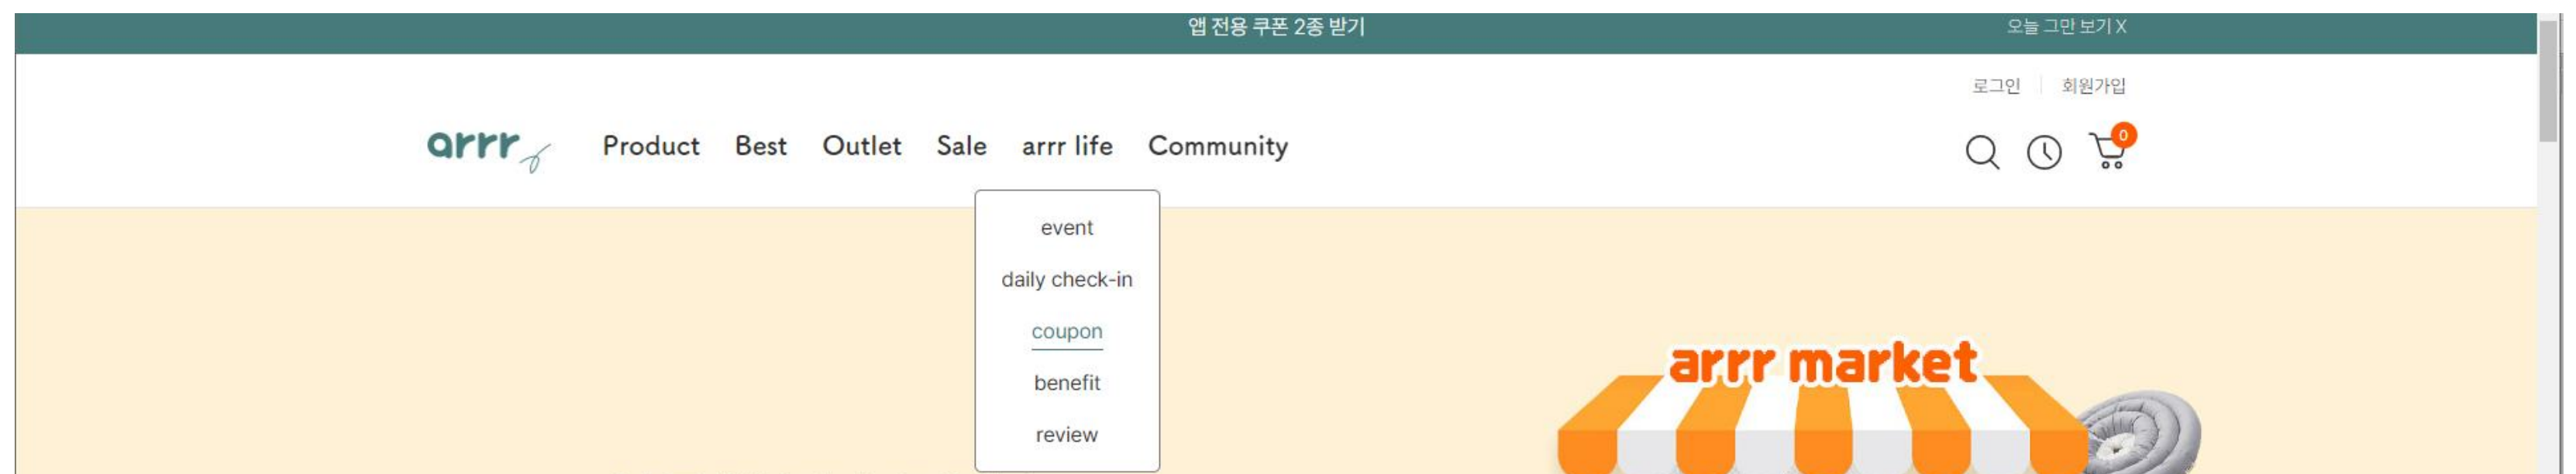 앱 전용 쿠폰 2종 받기
오늘 그만 보기 X
로그인 회원가입
arrr Product Best Outlet Sale arrr life Community 0
event
daily check-in
coupon
benefit
review
arrr market